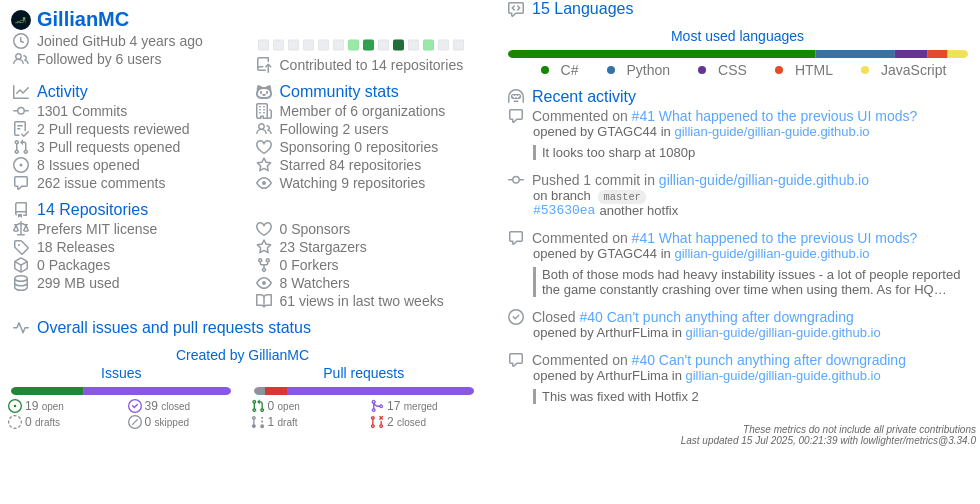 GillianMC
Joined GitHub 4 years ago
Followed by 6 users
Contributed to 14 repositories
Activity
1301 Commits
2 Pull requests reviewed
3 Pull requests opened
8 Issues opened
262 issue comments
Community stats
Member of 6 organizations
Following 2 users
Sponsoring 0 repositories
Starred 84 repositories
Watching 9 repositories
14 Repositories
Prefers MIT license
18 Releases
0 Packages
299 MB used
0 Sponsors
23 Stargazers
0 Forkers
8 Watchers
61 views in last two weeks
Overall issues and pull requests status
Created by GillianMC
Issues
19 open
39 closed
0 drafts
0 skipped
Pull requests
0 open
17 merged
1 draft
2 closed
15 Languages
Most used languages
C# Python CSS HTML JavaScript
Recent activity
Commented on #41 What happened to the previous UI mods?
opened by GTAGC44 in gillian-guide/gillian-guide.github.io
It looks too sharp at 1080p
Pushed 1 commit in gillian-guide/gillian-guide.github.io
on branch master
#53630ea another hotfix
Commented on #41 What happened to the previous UI mods?
opened by GTAGC44 in gillian-guide/gillian-guide.github.io
Both of those mods had heavy instability issues - a lot of people reported
the game constantly crashing over time when using them. As for HQ…
Closed #40 Can't punch anything after downgrading
opened by ArthurFLima in gillian-guide/gillian-guide.github.io
Commented on #40 Can't punch anything after downgrading
opened by ArthurFLima in gillian-guide/gillian-guide.github.io
This was fixed with Hotfix 2
These metrics do not include all private contributions
Last updated 15 Jul 2025, 00:21:39 with lowlighter/metrics@3.34.0